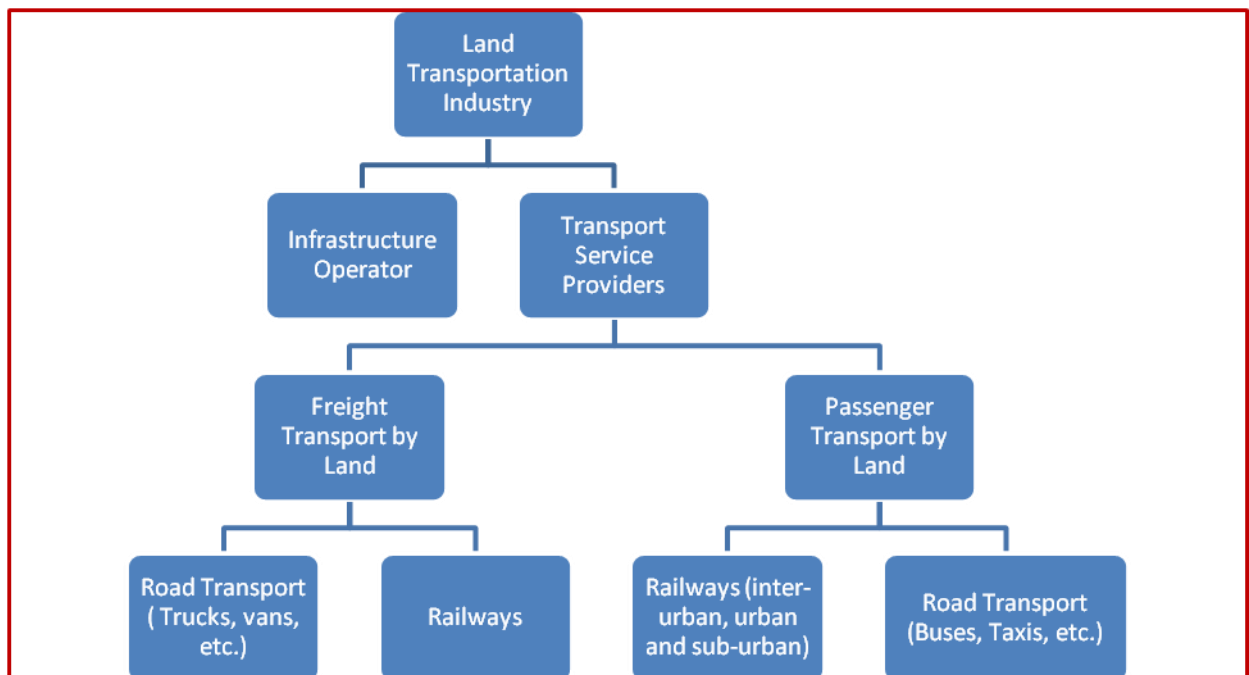 Land
Transportation
Industry
Infrastructure
Operator
Transport
Service
Providers
Freight
Transport by
Land
Passenger
Transport by
Land
Road Transport
( Trucks, vans,
etc.)
Railways
Railways (inter-
urban, urban
and sub-urban)
Road Transport
(Buses, Taxis, etc.)